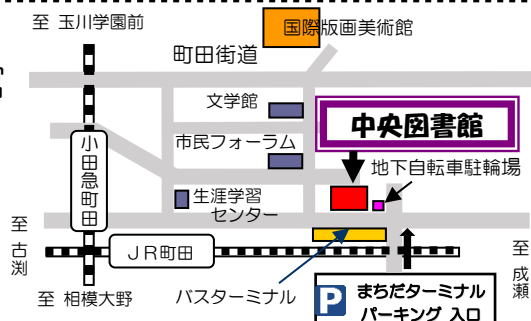 至 玉川学園前
国際版画美術館
町田街道
文学館
中央図書館
市民フォーラム
地下自転車駐輪場
小田急町田
生涯学習
センター
至 古渕
JR町田
至 成瀬
至 相模大野
バスターミナル
P
まちだターミナル
パーキング 入口